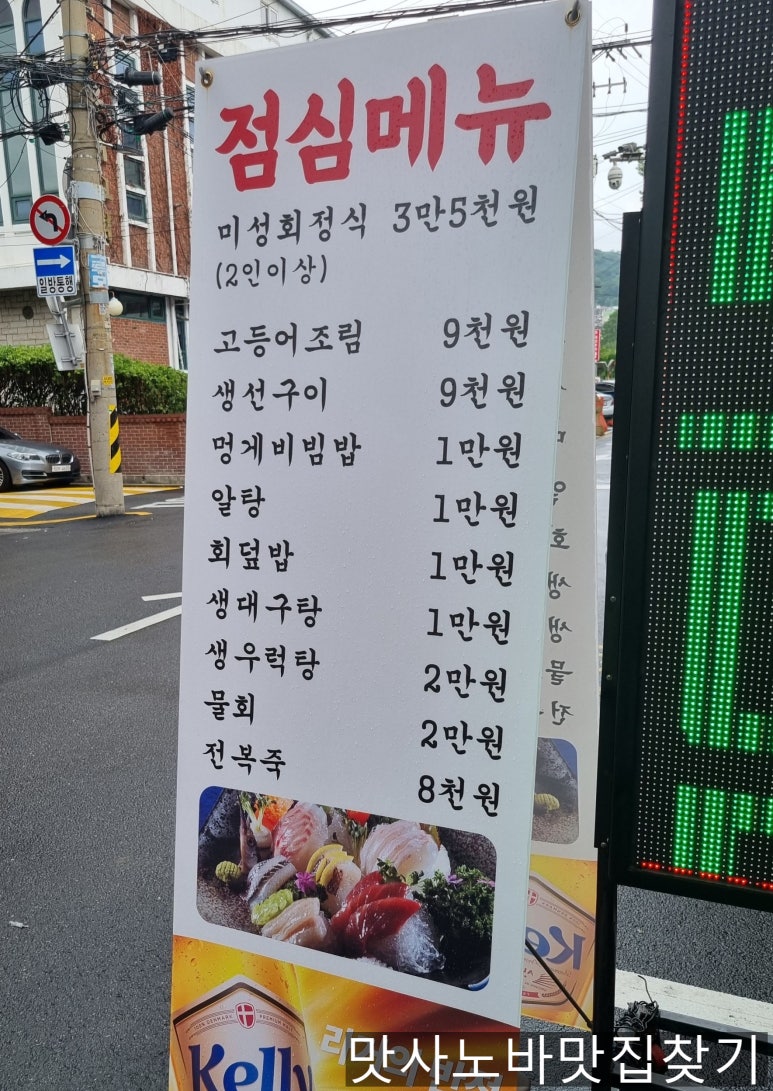 점심메뉴
미성회정식 3만5천원
(2인이상)
고등어조림 9천원
생선구이 9천원
멍게비빔밥 1만원
알탕 1만원
회덮밥 1만원
생대구탕 1만원
생우럭탕 2만원
물회 2만원
전복죽 8천원
일방통행
Kelly
맛사노바맛집찾기